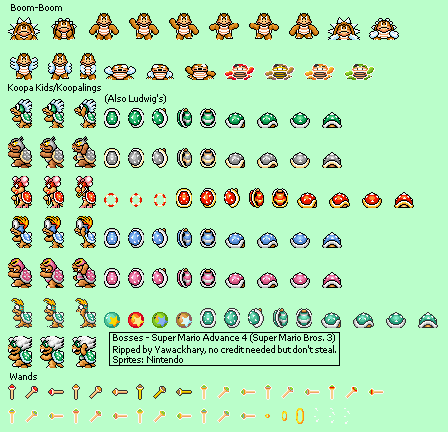 Boom-Boom
Koopa Kids/Koopalings
(Also Ludwig's)
Bosses - Super Mario Advance 4 (Super Mario Bros. 3)
Ripped by Yawackhary, no credit needed but don't steal.
Sprites: Nintendo
Wands